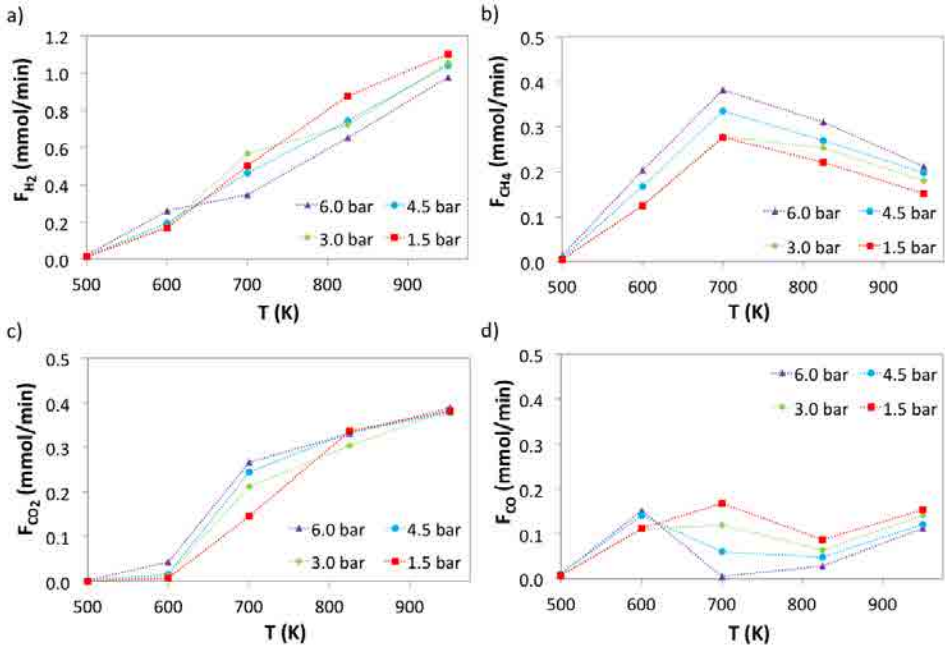 a)
1.2
1.0
0.8
0.6
0.4
0.2
0.0
F_H2 (mmol/min)
6.0 bar 4.5 bar
3.0 bar 1.5 bar
500 600 700 800 900
T (K)
b)
0.5
0.4
0.3
0.2
0.1
0.0
F_CH4 (mmol/min)
6.0 bar 4.5 bar
3.0 bar 1.5 bar
500 600 700 800 900
T (K)
c)
0.5
0.4
0.3
0.2
0.1
0.0
F_CO2 (mmol/min)
6.0 bar 4.5 bar
3.0 bar 1.5 bar
500 600 700 800 900
T (K)
d)
0.5
0.4
0.3
0.2
0.1
0.0
F_CO (mmol/min)
6.0 bar 4.5 bar
3.0 bar 1.5 bar
500 600 700 800 900
T (K)